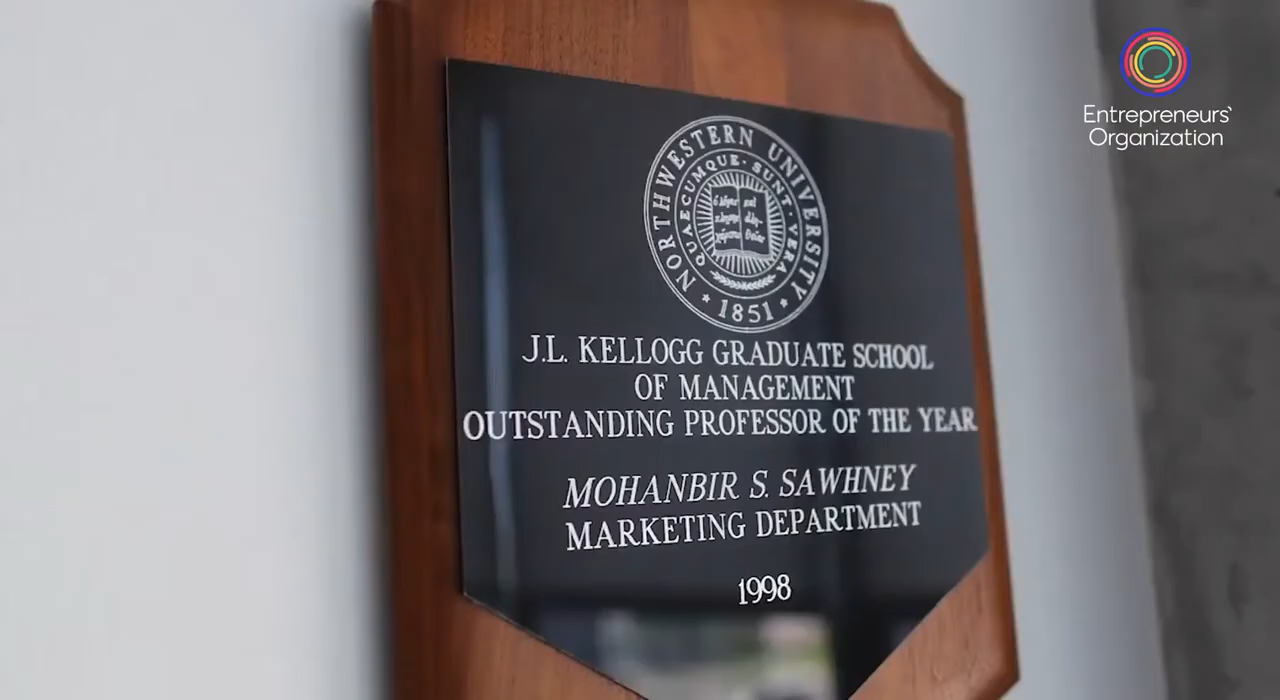 Entrepreneurs'
Organization
NORTHWESTERN UNIVERSITY
QUAECUMQUE · SUNT · VERA
1851
J.L. KELLOGG GRADUATE SCHOOL
OF MANAGEMENT
OUTSTANDING PROFESSOR OF THE YEAR
MOHANBIR S. SAWHNEY
MARKETING DEPARTMENT
1998